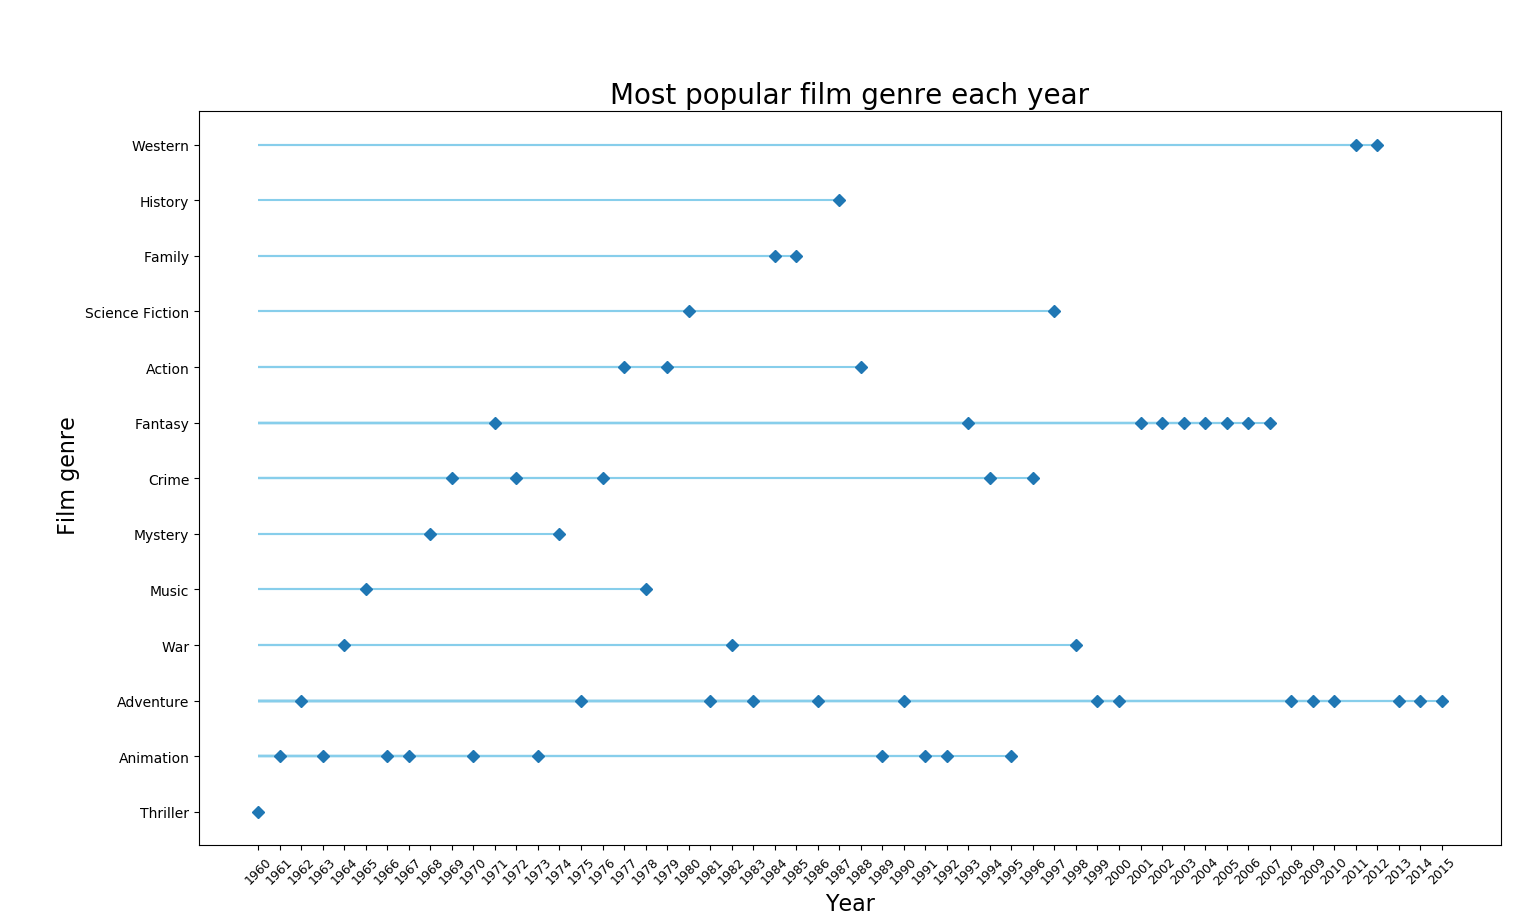 Most popular film genre each year
Western
History
Family
Science Fiction
Action
Fantasy
Crime
Mystery
Music
War
Adventure
Animation
Thriller
Film genre
1960 1961 1962 1963 1964 1965 1966 1967 1968 1969 1970 1971 1972 1973 1974 1975 1976 1977 1978 1979 1980 1981 1982 1983 1984 1985 1986 1987 1988 1989 1990 1991 1992 1993 1994 1995 1996 1997 1998 1999 2000 2001 2002 2003 2004 2005 2006 2007 2008 2009 2010 2011 2012 2013 2014 2015
Year